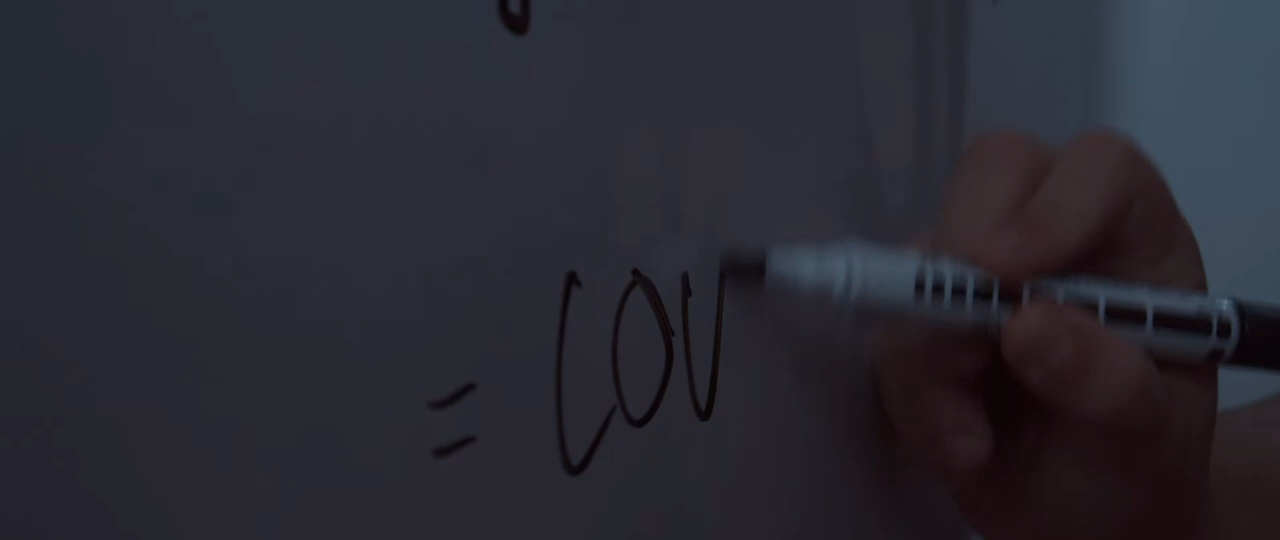 = COV